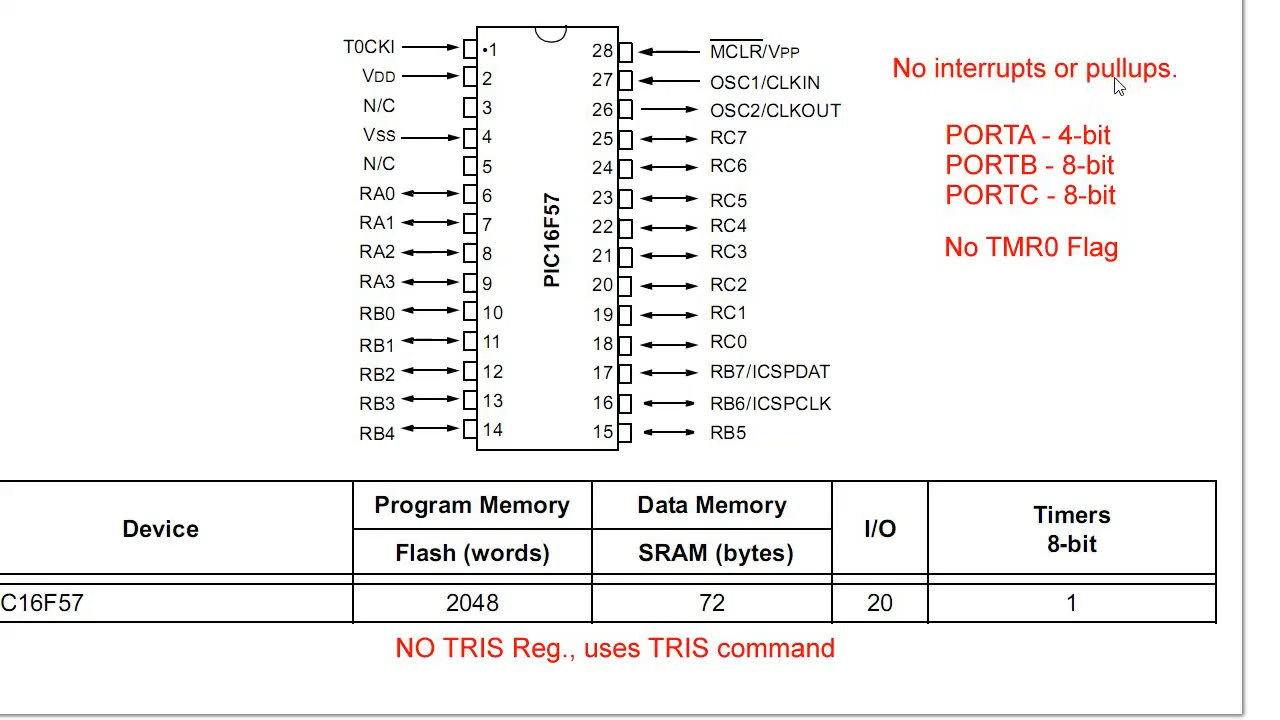 T0CKI
VDD
N/C
VSS
N/C
RA0
RA1
RA2
RA3
RB0
RB1
RB2
RB3
RB4
•1
2
3
4
5
6
7
8
9
10
11
12
13
14
PIC16F57
28
27
26
25
24
23
22
21
20
19
18
17
16
15
MCLR/VPP
OSC1/CLKIN
OSC2/CLKOUT
RC7
RC6
RC5
RC4
RC3
RC2
RC1
RC0
RB7/ICSPDAT
RB6/ICSPCLK
RB5
No interrupts or pullups.
PORTA - 4-bit
PORTB - 8-bit
PORTC - 8-bit
No TMR0 Flag
Device
Program Memory
Flash (words)
Data Memory
SRAM (bytes)
I/O
Timers
8-bit
C16F57 2048 72 20 1
NO TRIS Reg., uses TRIS command